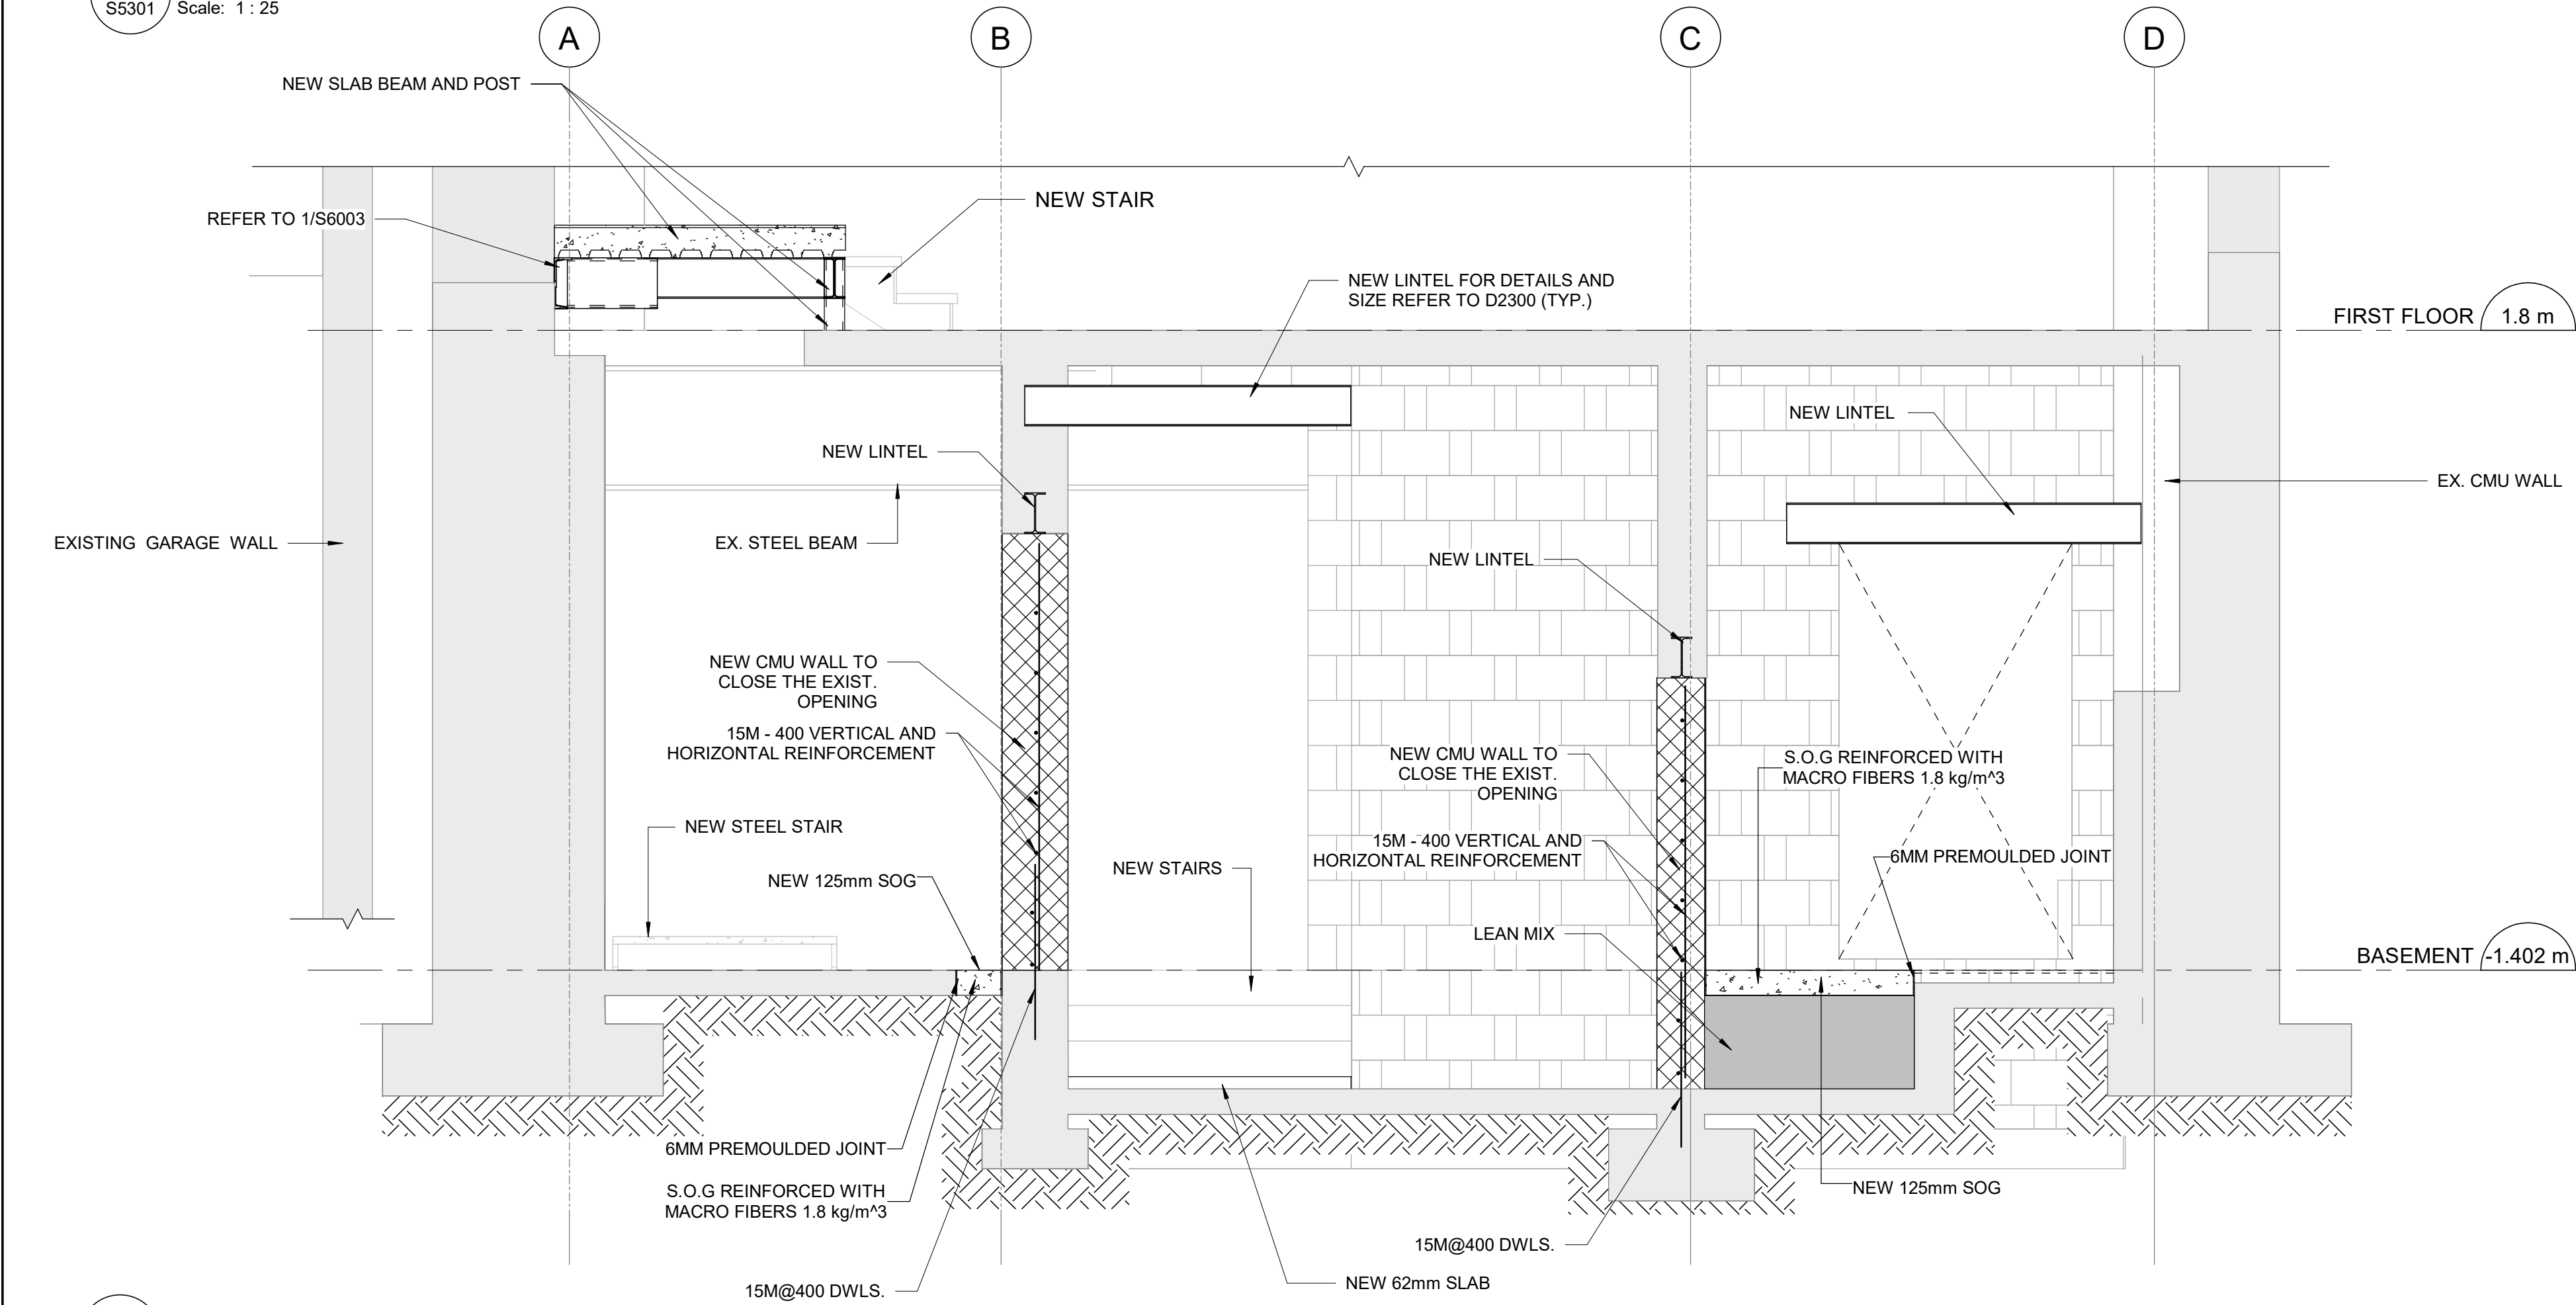 S5301 Scale: 1 : 25
A
B
C
D
NEW SLAB BEAM AND POST
NEW STAIR
REFER TO 1/S6003
NEW LINTEL FOR DETAILS AND
SIZE REFER TO D2300 (TYP.)
FIRST FLOOR 1.8 m
NEW LINTEL
NEW LINTEL
EX. CMU WALL
EXISTING GARAGE WALL
EX. STEEL BEAM
NEW LINTEL
NEW CMU WALL TO
CLOSE THE EXIST.
OPENING
15M - 400 VERTICAL AND
HORIZONTAL REINFORCEMENT
NEW CMU WALL TO
CLOSE THE EXIST.
OPENING
S.O.G REINFORCED WITH
MACRO FIBERS 1.8 kg/m^3
NEW STEEL STAIR
15M - 400 VERTICAL AND
HORIZONTAL REINFORCEMENT
6MM PREMOULDED JOINT
NEW STAIRS
NEW 125mm SOG
LEAN MIX
BASEMENT -1.402 m
6MM PREMOULDED JOINT
S.O.G REINFORCED WITH
MACRO FIBERS 1.8 kg/m^3
NEW 125mm SOG
15M@400 DWLS.
NEW 62mm SLAB
15M@400 DWLS.